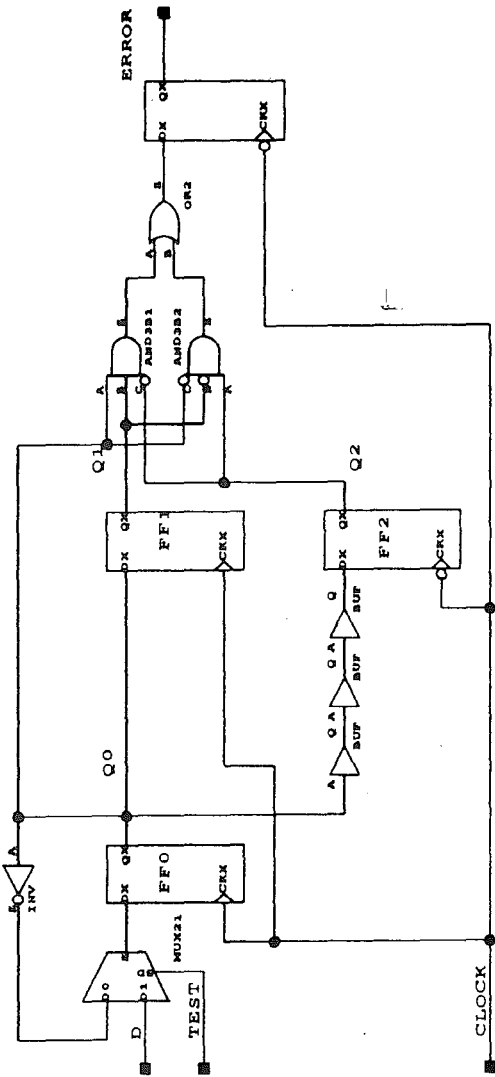 ERROR
QX
DX
CKX
E
OR2
A
B
E
E
AND3B1
AND3B2
A
B
C
C
B
A
Q1
Q2
QX
FF1
DX
CKX
QX
FF2
DX
CKX
Q
BUF
A
Q
BUF
A
Q
BUF
A
Q0
QX
FF0
DX
CKX
A
INV
MUX21
D0
D1
D
TEST
CLOCK